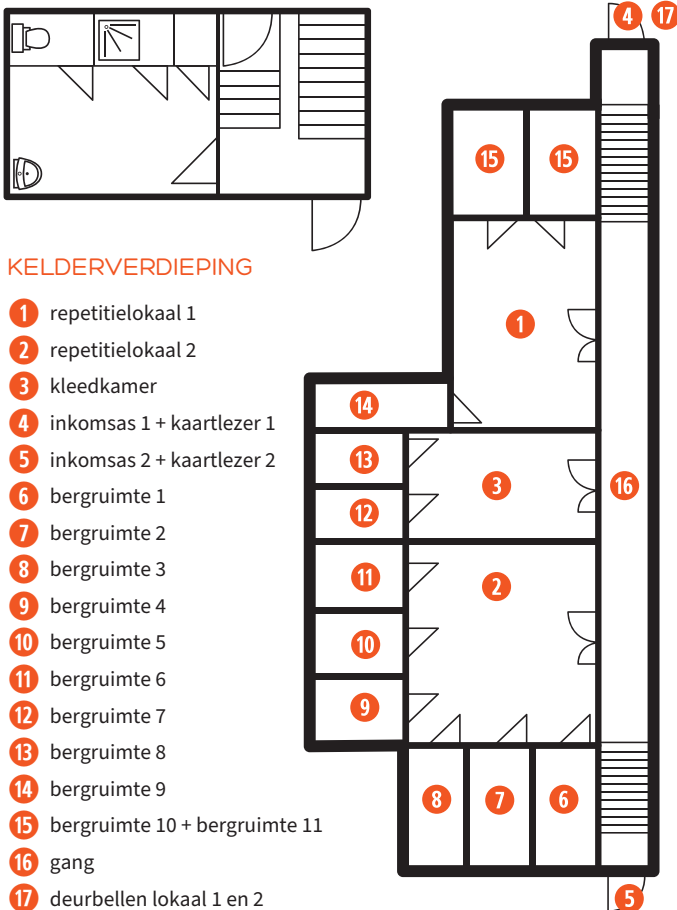 4 17
15 15
KELDERVERDIEPING
1 repetitielokaal 1
2 repetitielokaal 2
3 kleedkamer
4 inkomsas 1 + kaartlezer 1
5 inkomsas 2 + kaartlezer 2
6 bergruimte 1
7 bergruimte 2
8 bergruimte 3
9 bergruimte 4
10 bergruimte 5
11 bergruimte 6
12 bergruimte 7
13 bergruimte 8
14 bergruimte 9
15 bergruimte 10 + bergruimte 11
16 gang
17 deurbellen lokaal 1 en 2
1
14
13
3
16
12
11
2
10
9
8 7 6
5